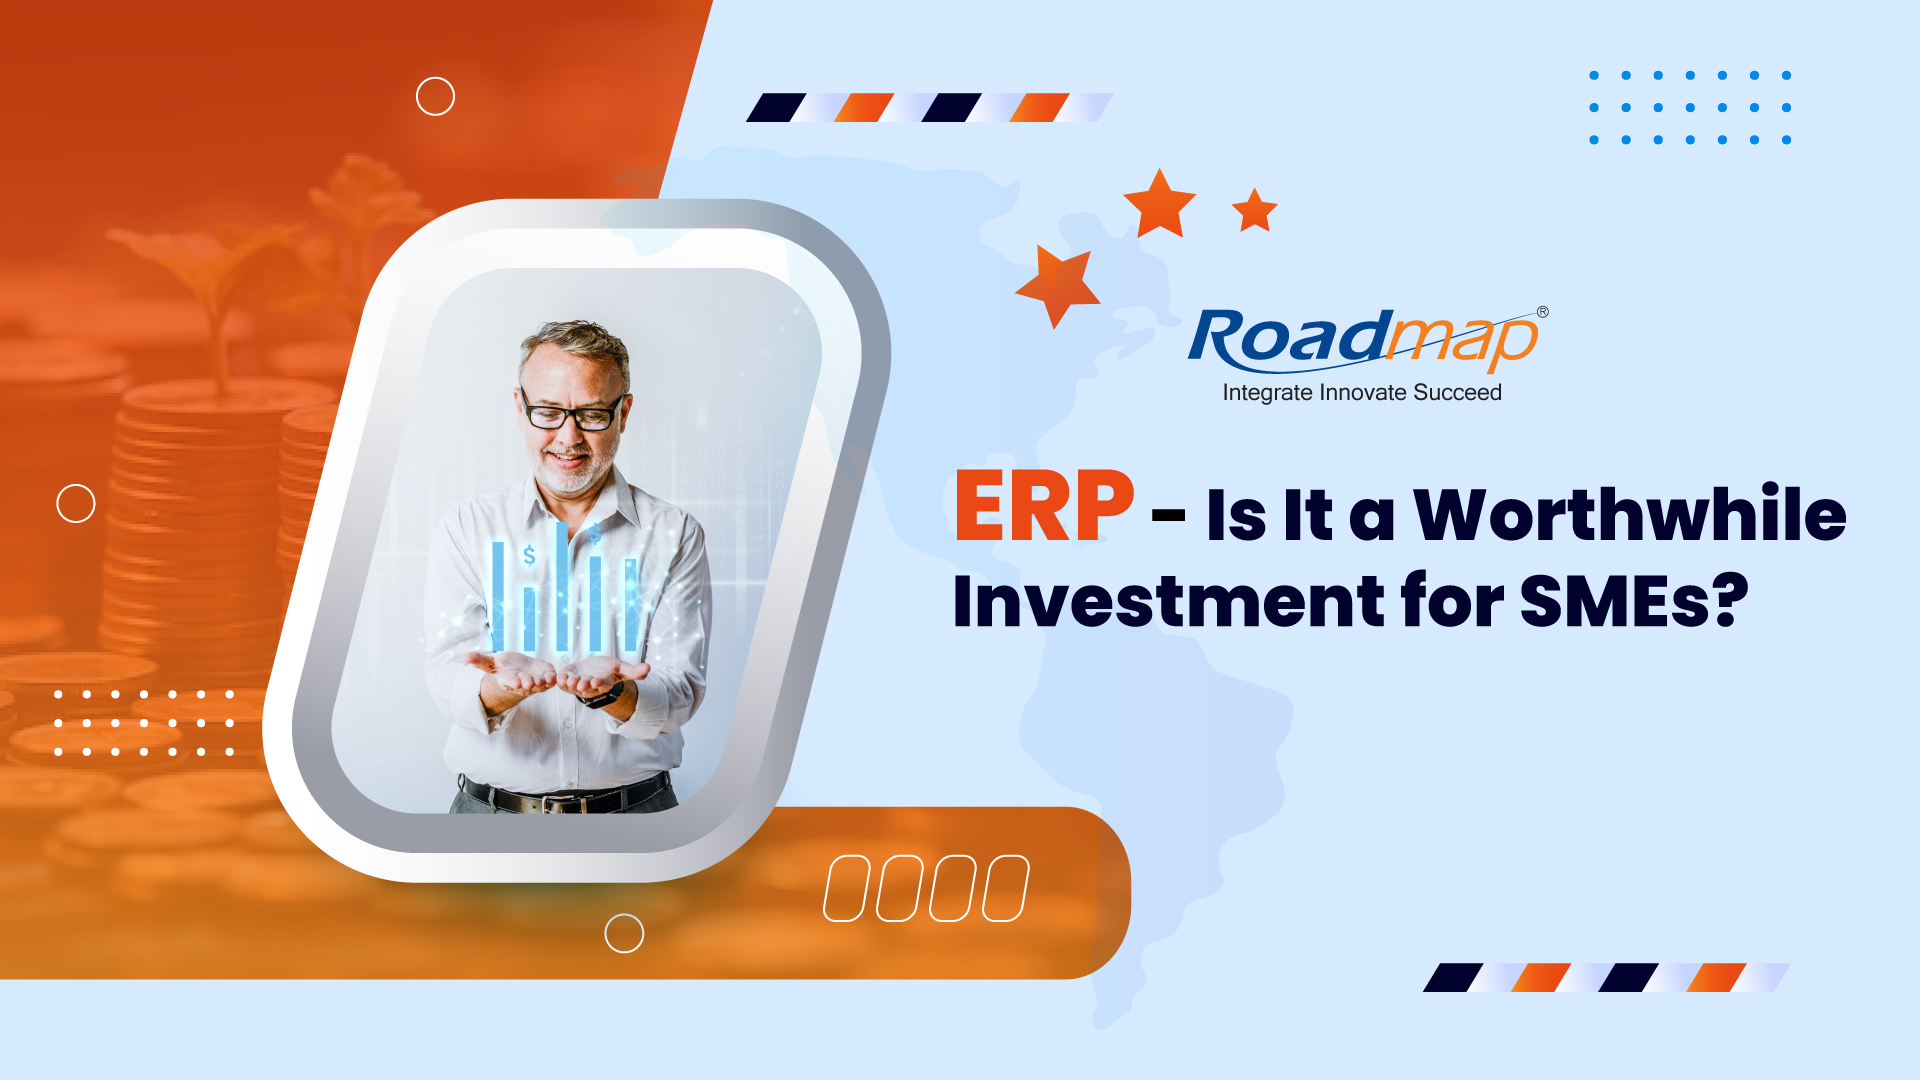 Roadmap®
Integrate Innovate Succeed
ERP - Is It a Worthwhile
Investment for SMEs?
$
$